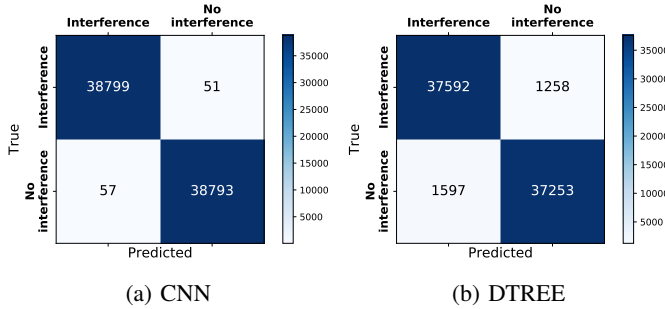 Interference
No
interference
Interference
No
interference
True
Interference
No
interference
38799
51
57
38793
Predicted
35000
30000
25000
20000
15000
10000
5000
(a) CNN
True
Interference
No
interference
37592
1258
1597
37253
Predicted
35000
30000
25000
20000
15000
10000
5000
(b) DTREE